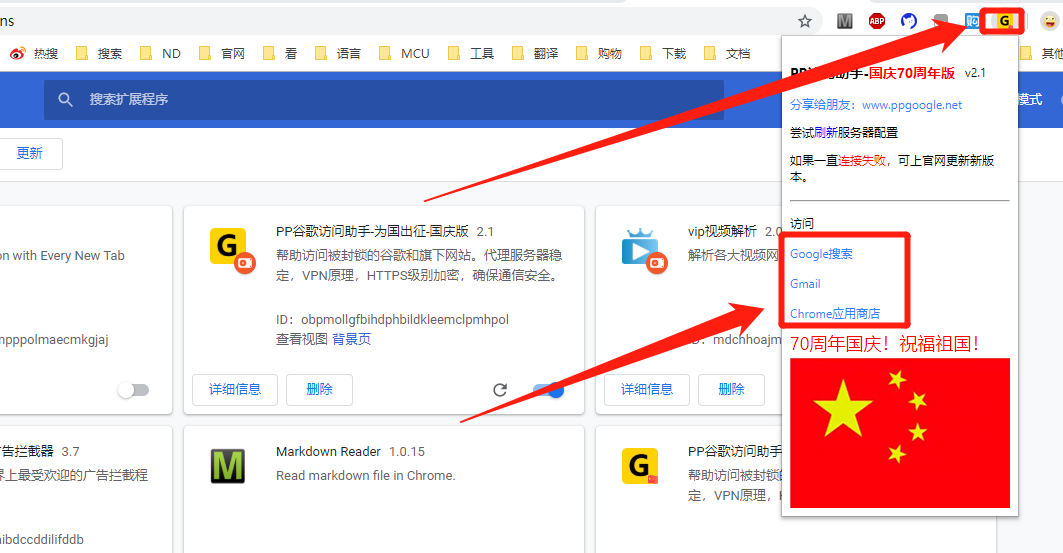 ns
ABP
购
G
热搜
搜索
ND
官网
看
语言
MCU
工具
翻译
购物
下载
文档
其他
搜索扩展程序
模式
更新
PP谷歌访问助手-国庆70周年版 v2.1
分享给朋友：www.ppgoogle.net
尝试刷新服务器配置
如果一直连接失败，可上官网更新新版
本。
访问
Google搜索
Gmail
Chrome应用商店
70周年国庆！祝福祖国！
on with Every New Tab
npppolmaecmkgjaj
G
PP谷歌访问助手-为国出征-国庆版 2.1
帮助访问被封锁的谷歌和旗下网站。代理服务器稳
定，VPN原理，HTTPS级别加密，确保通信安全。
ID：obpmollgfbihdphbildkleemclpmhpol
查看视图 背景页
详细信息
删除
vip视频解析 2.0
解析各大视频网
ID：mdchhoajm
详细信息
删除
广告拦截器 3.7
界上最受欢迎的广告拦截程
aibdccddilifddb
M
Markdown Reader 1.0.15
Read markdown file in Chrome.
G
PP谷歌访问助手
帮助访问被封锁的
定，VPN原理，H